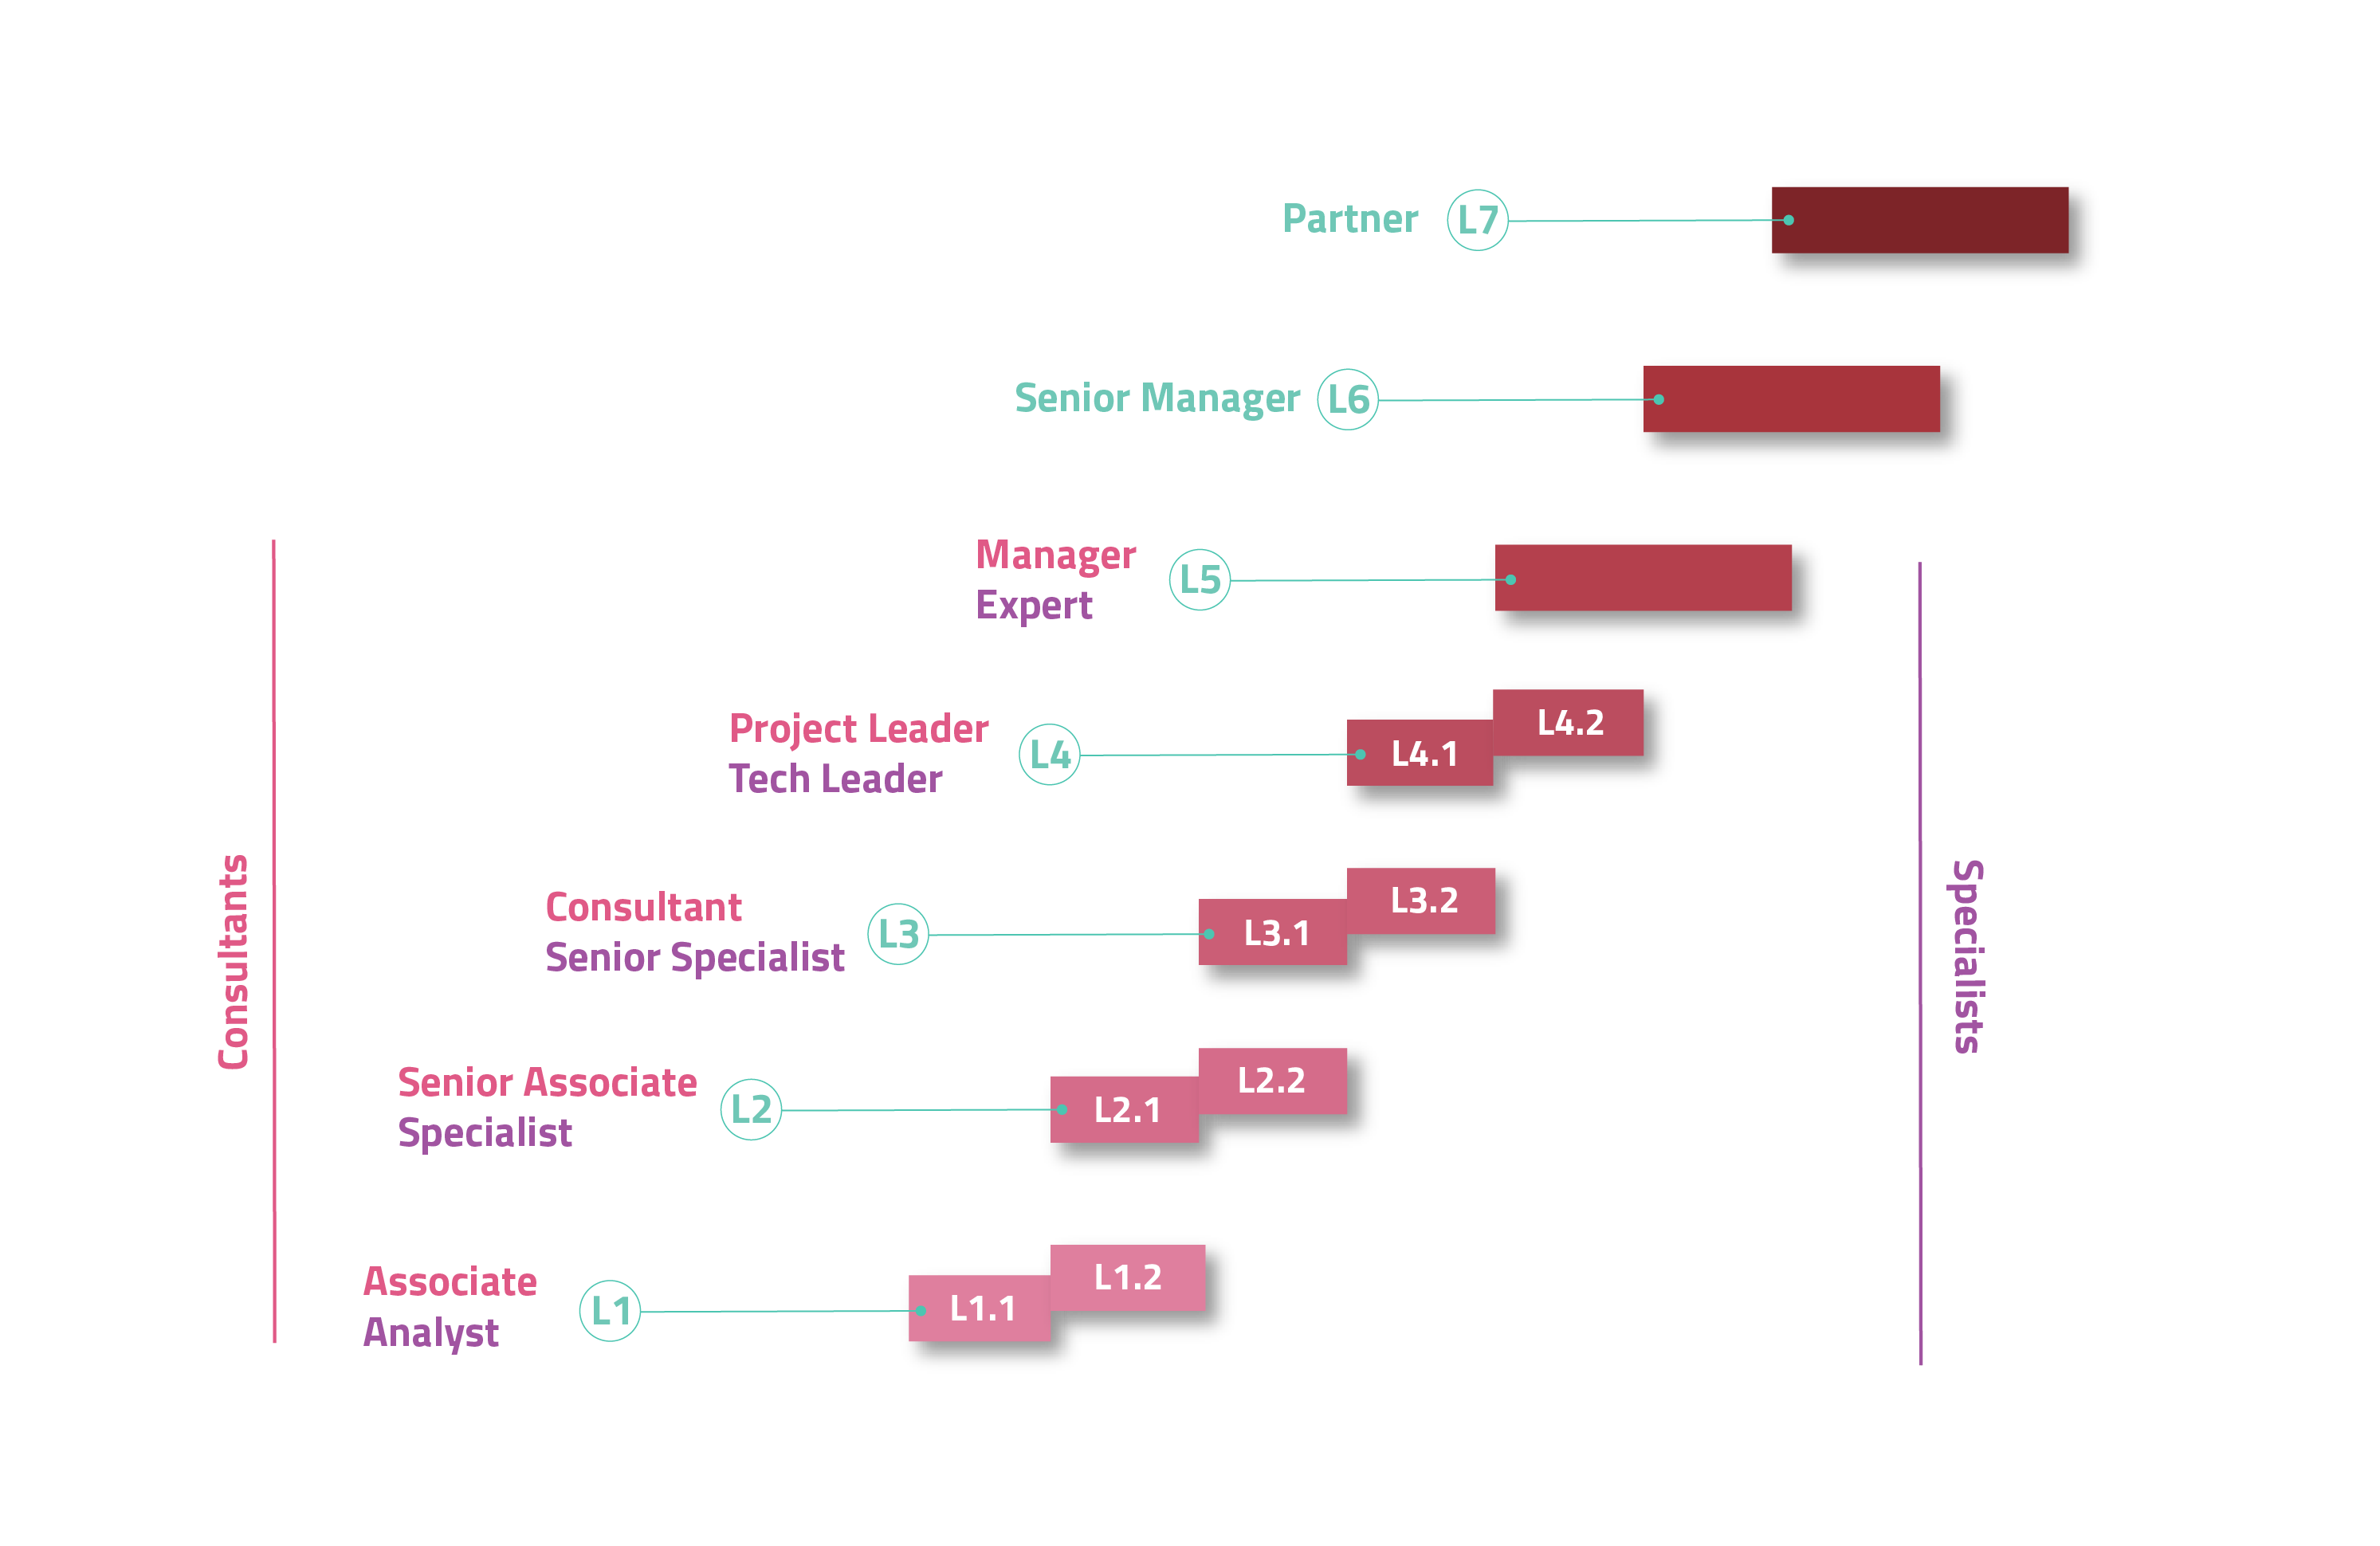 Partner
L7
Senior Manager
L6
Manager
Expert
L5
Project Leader
Tech Leader
L4
L4.1
L4.2
Consultant
Senior Specialist
L3
L3.1
L3.2
Senior Associate
Specialist
L2
L2.1
L2.2
Associate
Analyst
L1
L1.1
L1.2
Consultants
Specialists